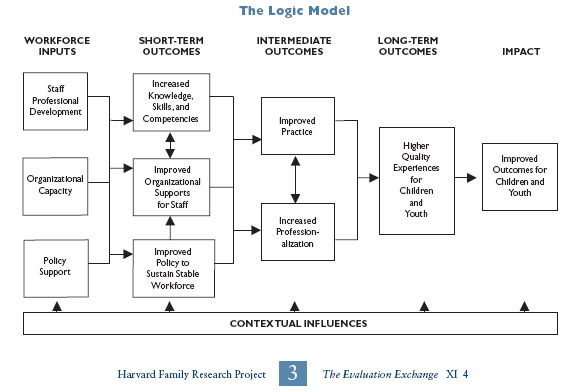 The Logic Model
WORKFORCE
INPUTS
SHORT-TERM
OUTCOMES
INTERMEDIATE
OUTCOMES
LONG-TERM
OUTCOMES
IMPACT
Staff
Professional
Development
Organizational
Capacity
Policy
Support
Increased
Knowledge,
Skills, and
Competencies
Improved
Organizational
Supports
for Staff
Improved
Policy to
Sustain Stable
Workforce
Improved
Practice
Increased
Profession-
alization
Higher
Quality
Experiences
for
Children
and
Youth
Improved
Outcomes for
Children and
Youth
CONTEXTUAL INFLUENCES
Harvard Family Research Project 3 The Evaluation Exchange XI 4